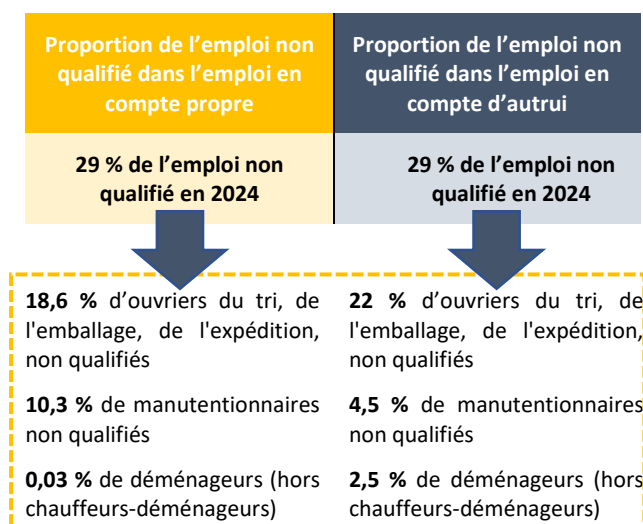 Proportion de l’emploi non
qualifié dans l’emploi en
compte propre
Proportion de l’emploi non
qualifié dans l’emploi en
compte d’autrui
29 % de l’emploi non
qualifié en 2024
29 % de l’emploi non
qualifié en 2024
18,6 % d’ouvriers du tri, de
l'emballage, de l'expédition,
non qualifiés
10,3 % de manutentionnaires
non qualifiés
0,03 % de déménageurs (hors
chauffeurs-déménageurs)
22 % d’ouvriers du tri, de
l'emballage, de l'expédition,
non qualifiés
4,5 % de manutentionnaires
non qualifiés
2,5 % de déménageurs (hors
chauffeurs-déménageurs)